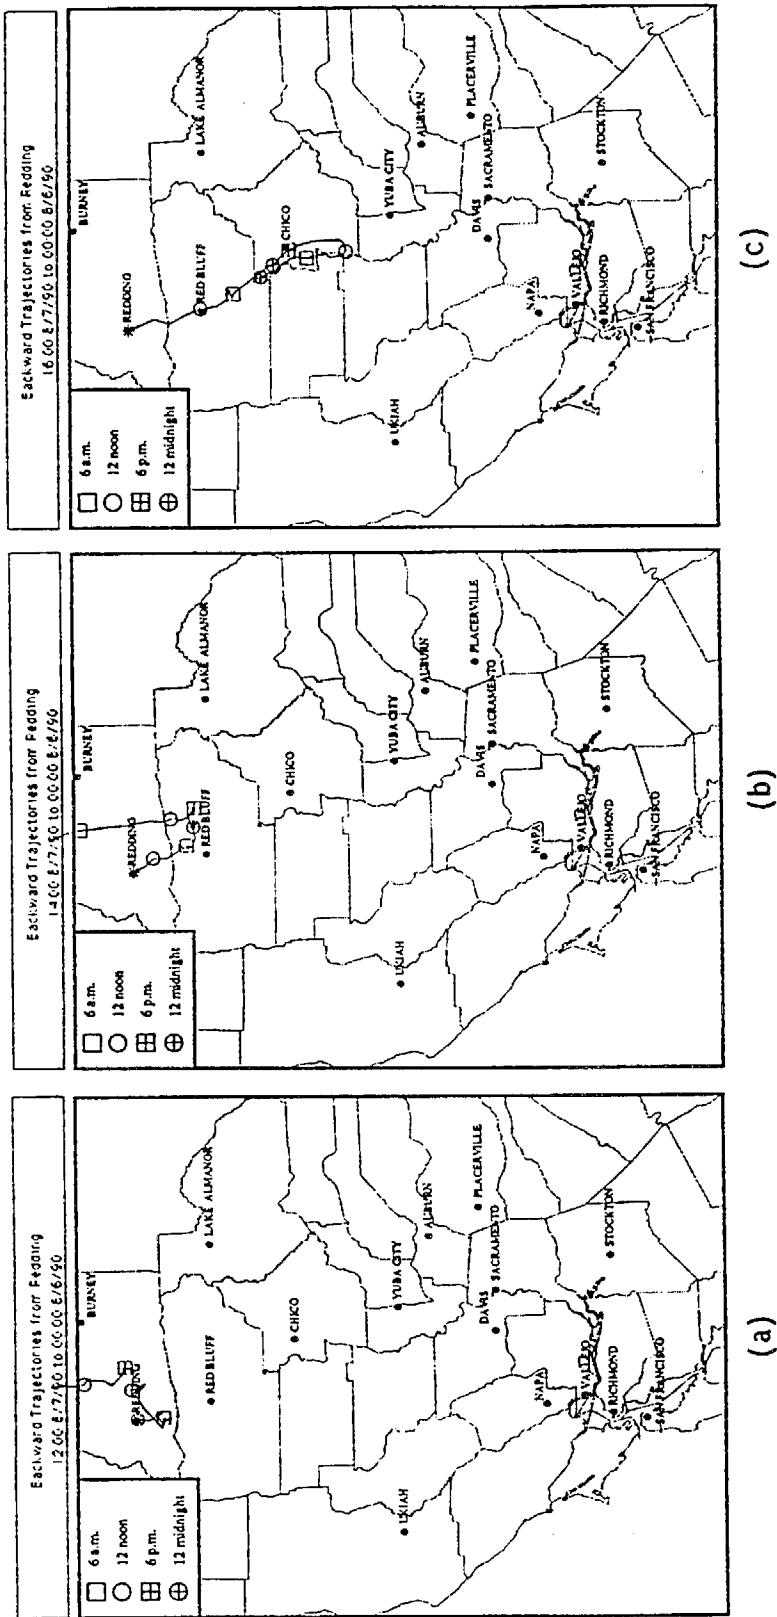 Backward Trajectories from Redding
12:00 8/7/90 to 00:00 8/6/90
6 a.m.
12 noon
6 p.m.
12 midnight
BURNEY
REDDING
LAKE ALMANOR
RED BLUFF
CHICO
YUBA CITY
UKIAH
AUBURN
PLACERVILLE
SACRAMENTO
DAVIS
NAPA
VALLEJO
RICHMOND
STOCKTON
SAN FRANCISCO
(a)
Backward Trajectories from Redding
14:00 8/7/90 to 00:00 8/6/90
6 a.m.
12 noon
6 p.m.
12 midnight
BURNEY
REDDING
LAKE ALMANOR
RED BLUFF
CHICO
YUBA CITY
UKIAH
AUBURN
PLACERVILLE
SACRAMENTO
DAVIS
NAPA
VALLEJO
RICHMOND
STOCKTON
SAN FRANCISCO
(b)
Backward Trajectories from Redding
16:00 8/7/90 to 00:00 8/6/90
6 a.m.
12 noon
6 p.m.
12 midnight
BURNEY
REDDING
LAKE ALMANOR
RED BLUFF
CHICO
YUBA CITY
UKIAH
AUBURN
PLACERVILLE
SACRAMENTO
DAVIS
NAPA
VALLEJO
RICHMOND
STOCKTON
SAN FRANCISCO
(c)